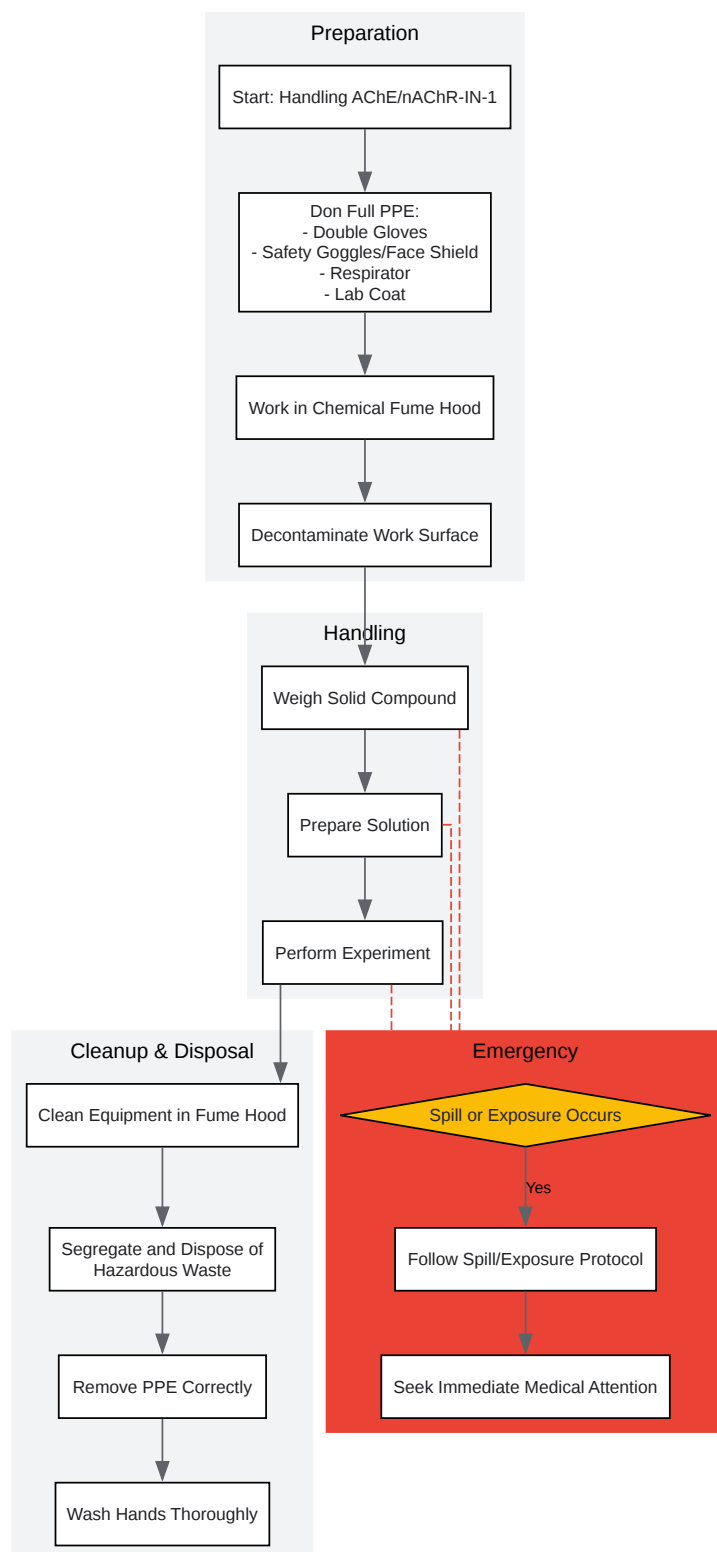 Preparation
Start: Handling AChE/nAChR-IN-1
Don Full PPE:
- Double Gloves
- Safety Goggles/Face Shield
- Respirator
- Lab Coat
Work in Chemical Fume Hood
Decontaminate Work Surface
Handling
Weigh Solid Compound
Prepare Solution
Perform Experiment
Cleanup & Disposal
Clean Equipment in Fume Hood
Segregate and Dispose of
Hazardous Waste
Remove PPE Correctly
Wash Hands Thoroughly
Emergency
Spill or Exposure Occurs
Yes
Follow Spill/Exposure Protocol
Seek Immediate Medical Attention